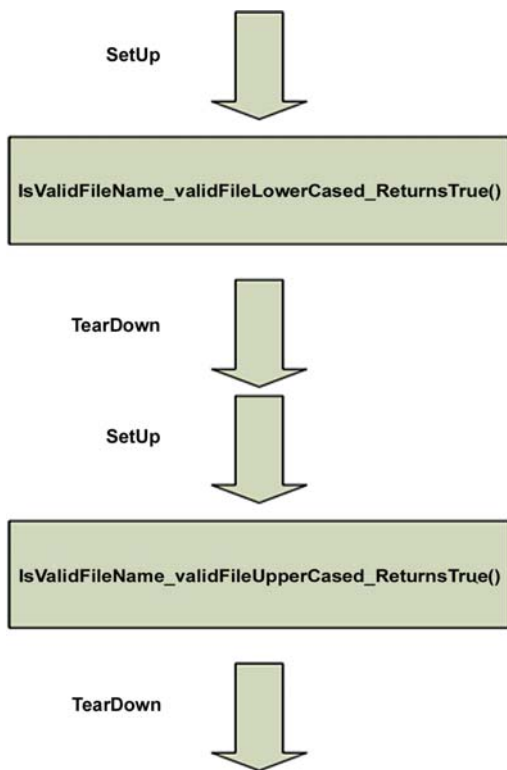 SetUp
IsValidFileName_validFileLowerCased_ReturnsTrue()
TearDown
SetUp
IsValidFileName_validFileUpperCased_ReturnsTrue()
TearDown